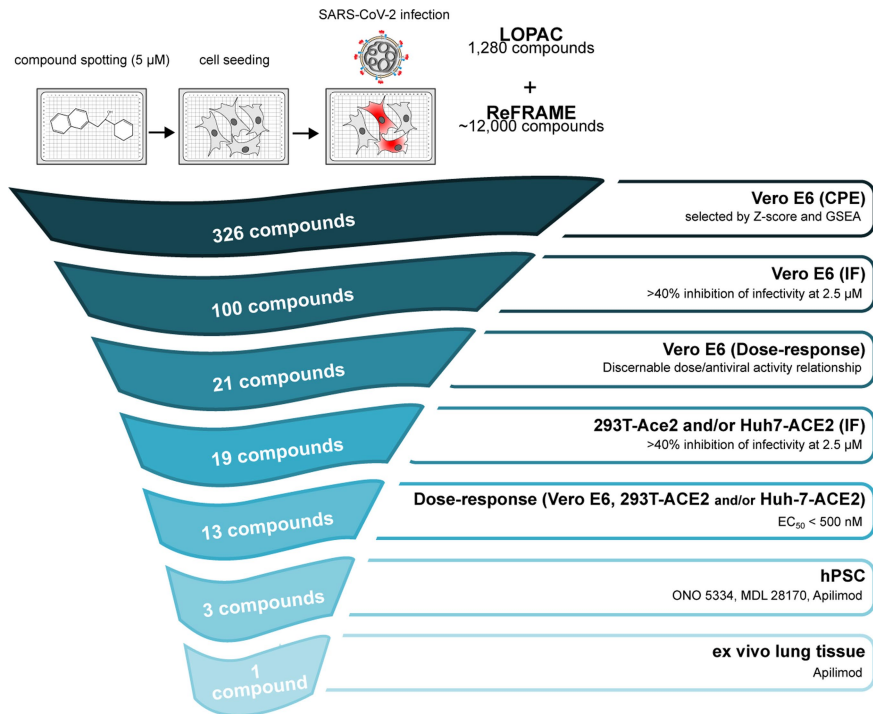 SARS-CoV-2 infection
compound spotting (5 µM)
cell seeding
LOPAC
1,280 compounds
+
ReFRAME
~12,000 compounds
326 compounds
Vero E6 (CPE)
selected by Z-score and GSEA
100 compounds
Vero E6 (IF)
>40% inhibition of infectivity at 2.5 µM
21 compounds
Vero E6 (Dose-response)
Discernable dose/antiviral activity relationship
19 compounds
293T-Ace2 and/or Huh7-ACE2 (IF)
>40% inhibition of infectivity at 2.5 µM
13 compounds
Dose-response (Vero E6, 293T-ACE2 and/or Huh-7-ACE2)
EC₅₀ < 500 nM
3 compounds
hPSC
ONO 5334, MDL 28170, Apilimod
1
compound
ex vivo lung tissue
Apilimod